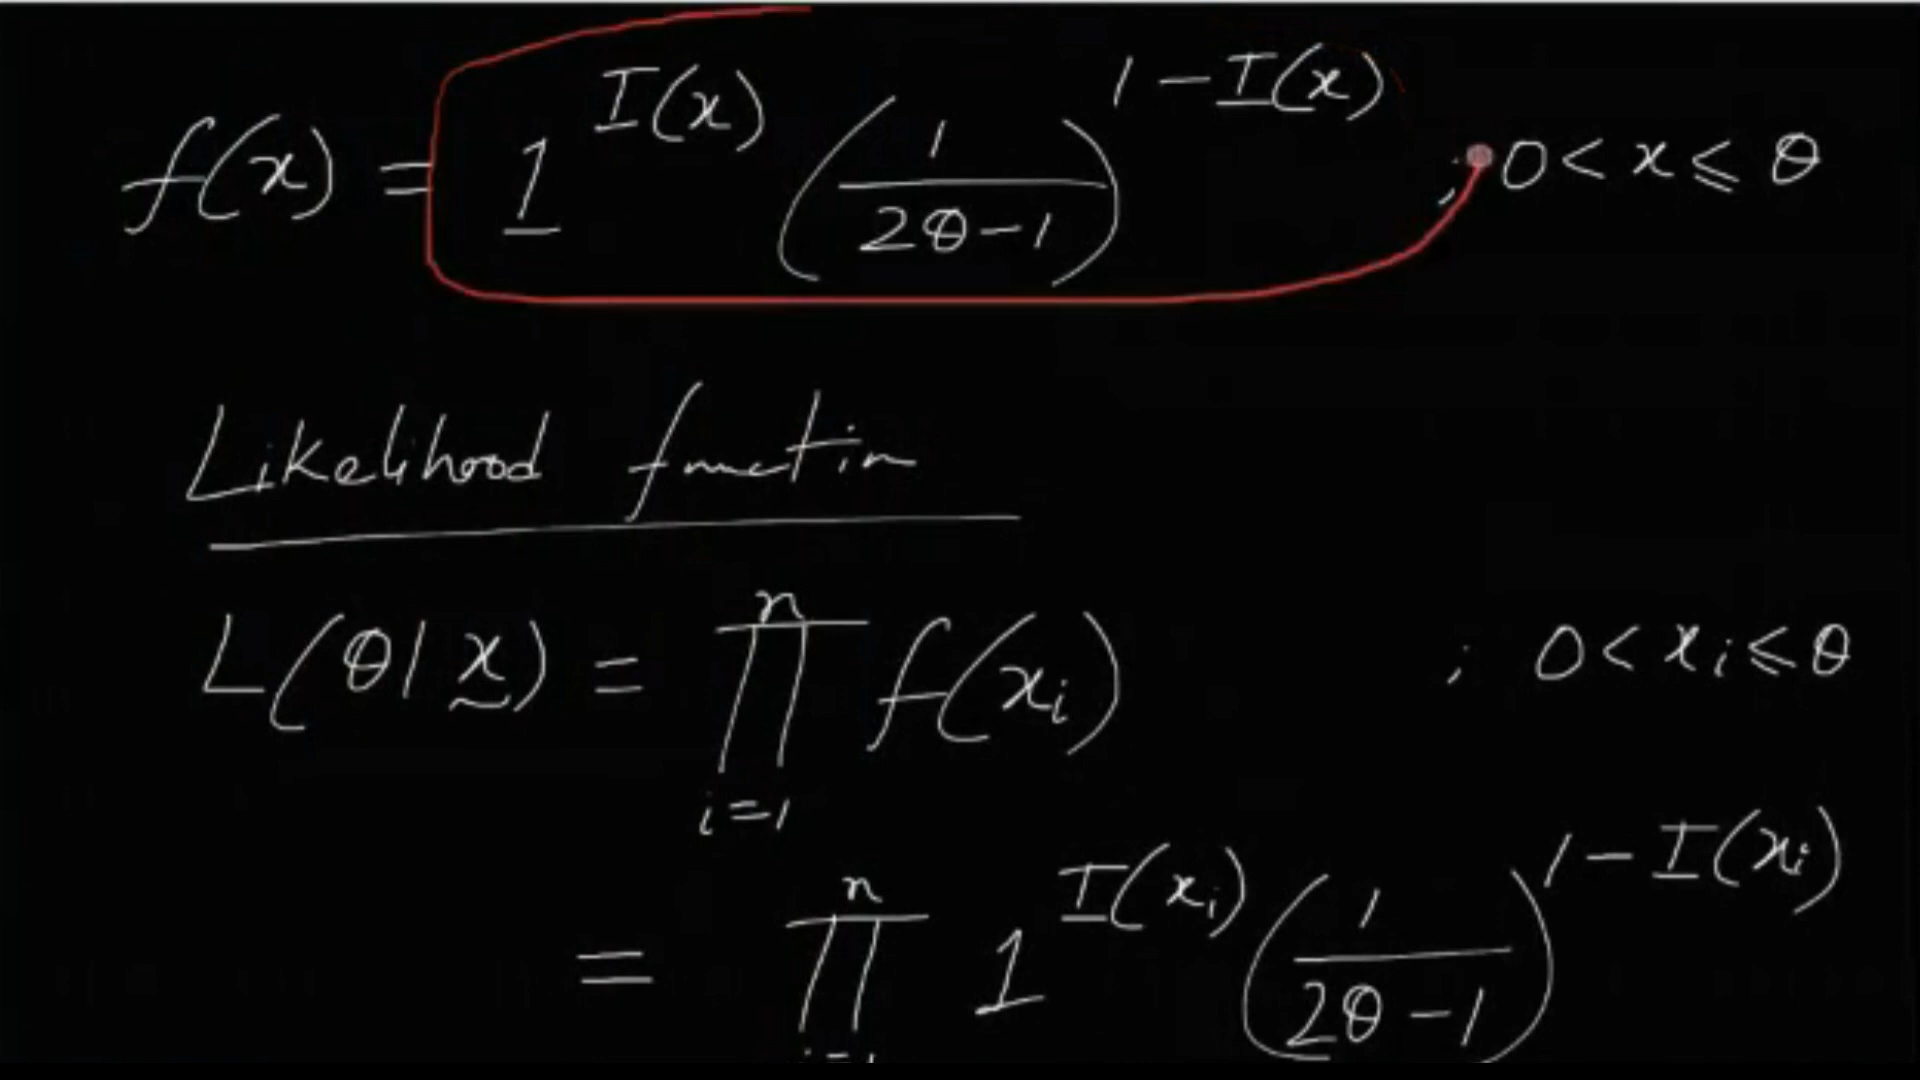 f(x) = 1^{I(x)} (1/(2θ-1))^{1-I(x)} ; 0 < x ≤ θ
Likelihood function
L(θ|x̰) = ∏_{i=1}^{n} f(x_i) ; 0 < x_i ≤ θ
= ∏_{i=1}^{n} 1^{I(x_i)} (1/(2θ-1))^{1-I(x_i)}